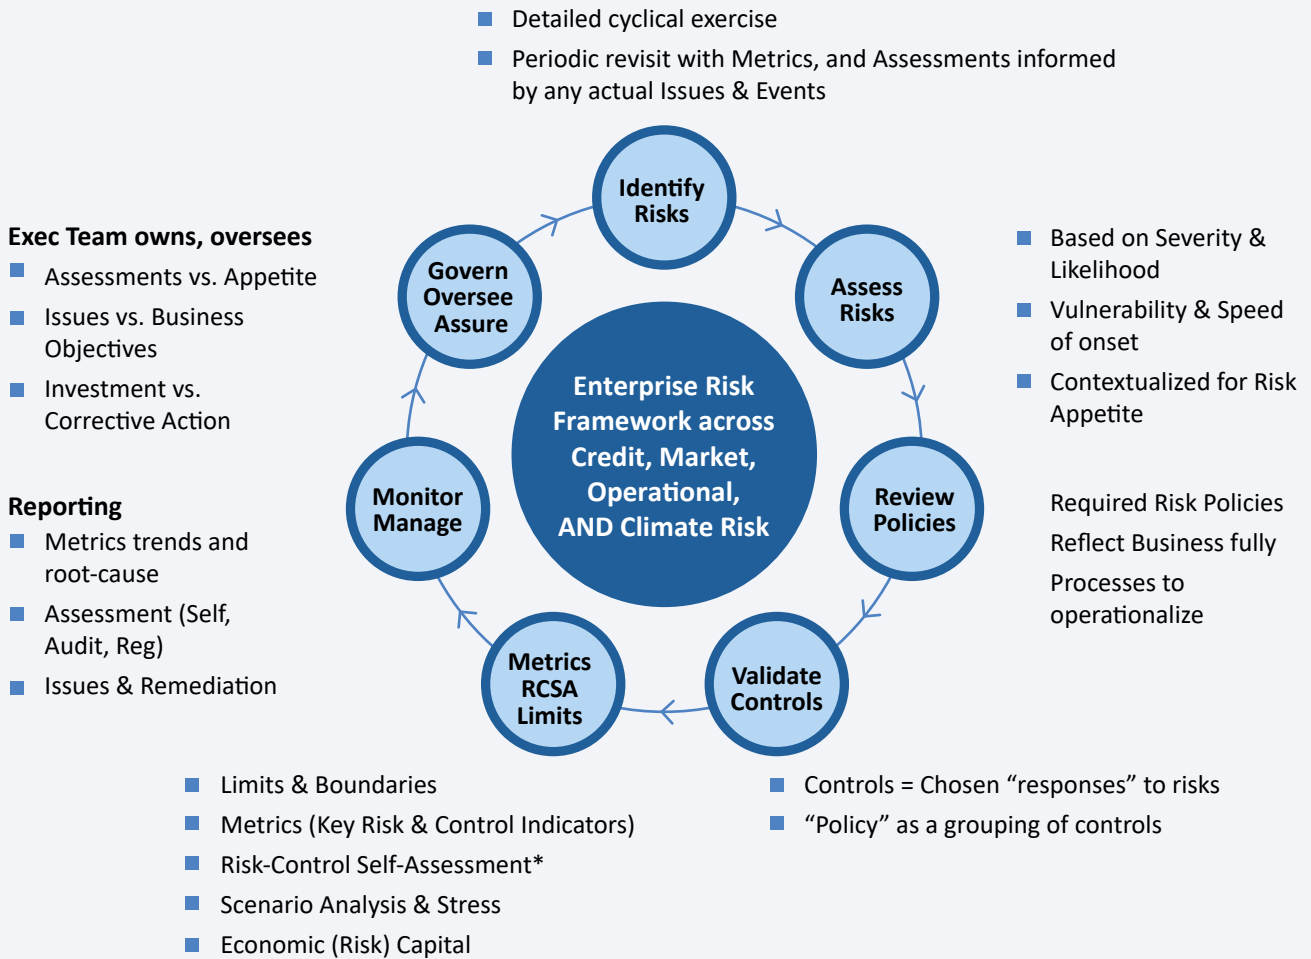 Detailed cyclical exercise
Periodic revisit with Metrics, and Assessments informed
by any actual Issues & Events
Identify
Risks
Assess
Risks
Based on Severity &
Likelihood
Vulnerability & Speed
of onset
Contextualized for Risk
Appetite
Review
Policies
Required Risk Policies
Reflect Business fully
Processes to
operationalize
Validate
Controls
Controls = Chosen “responses” to risks
“Policy” as a grouping of controls
Metrics
RCSA
Limits
Limits & Boundaries
Metrics (Key Risk & Control Indicators)
Risk-Control Self-Assessment*
Scenario Analysis & Stress
Economic (Risk) Capital
Monitor
Manage
Reporting
Metrics trends and
root-cause
Assessment (Self,
Audit, Reg)
Issues & Remediation
Govern
Oversee
Assure
Exec Team owns, oversees
Assessments vs. Appetite
Issues vs. Business
Objectives
Investment vs.
Corrective Action
Enterprise Risk
Framework across
Credit, Market,
Operational,
AND Climate Risk